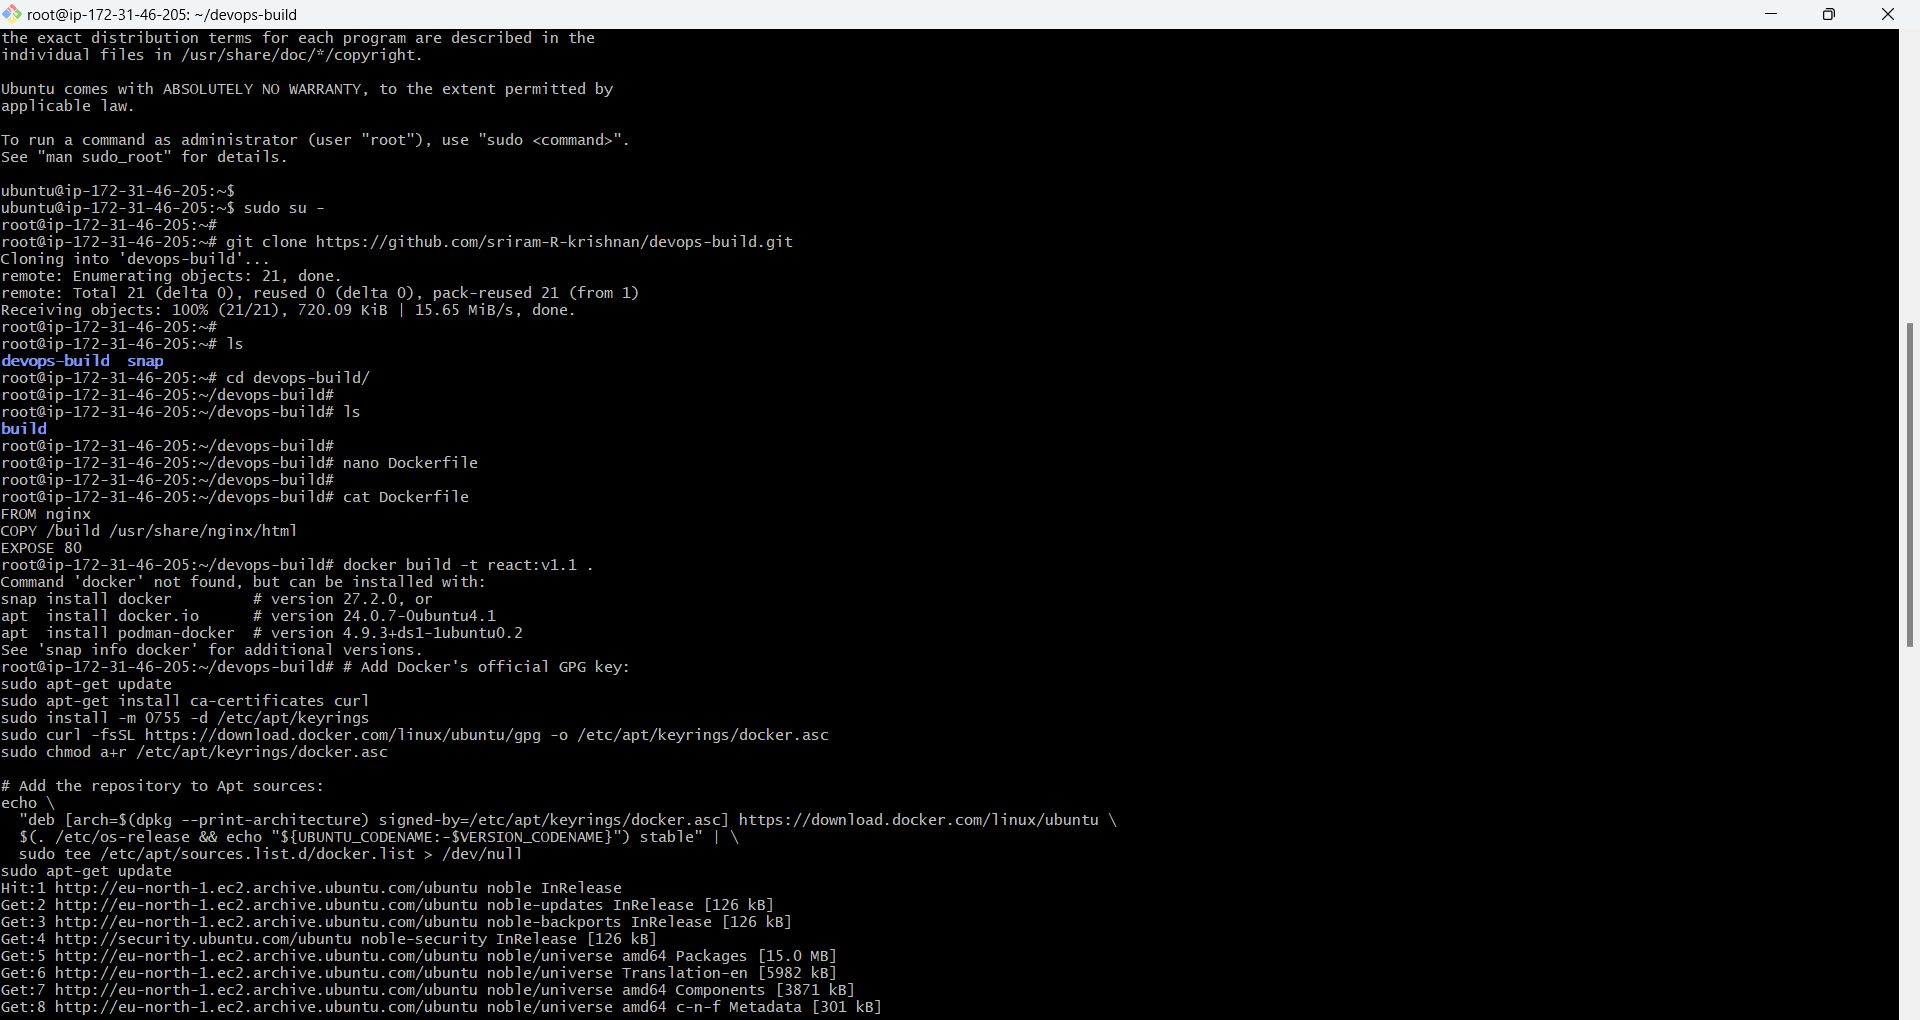 root@ip-172-31-46-205: ~/devops-build
the exact distribution terms for each program are described in the
individual files in /usr/share/doc/*/copyright.
Ubuntu comes with ABSOLUTELY NO WARRANTY, to the extent permitted by
applicable law.
To run a command as administrator (user "root"), use "sudo <command>".
See "man sudo_root" for details.
ubuntu@ip-172-31-46-205:~$
ubuntu@ip-172-31-46-205:~$ sudo su -
root@ip-172-31-46-205:~#
root@ip-172-31-46-205:~# git clone https://github.com/sriram-R-krishnan/devops-build.git
Cloning into 'devops-build'...
remote: Enumerating objects: 21, done.
remote: Total 21 (delta 0), reused 0 (delta 0), pack-reused 21 (from 1)
Receiving objects: 100% (21/21), 720.09 KiB | 15.65 MiB/s, done.
root@ip-172-31-46-205:~#
root@ip-172-31-46-205:~# ls
devops-build  snap
root@ip-172-31-46-205:~# cd devops-build/
root@ip-172-31-46-205:~/devops-build#
root@ip-172-31-46-205:~/devops-build# ls
build
root@ip-172-31-46-205:~/devops-build#
root@ip-172-31-46-205:~/devops-build# nano Dockerfile
root@ip-172-31-46-205:~/devops-build#
root@ip-172-31-46-205:~/devops-build# cat Dockerfile
FROM nginx
COPY /build /usr/share/nginx/html
EXPOSE 80
root@ip-172-31-46-205:~/devops-build# docker build -t react:v1.1 .
Command 'docker' not found, but can be installed with:
snap install docker         # version 27.2.0, or
apt  install docker.io      # version 24.0.7-0ubuntu4.1
apt  install podman-docker  # version 4.9.3+ds1-1ubuntu0.2
See 'snap info docker' for additional versions.
root@ip-172-31-46-205:~/devops-build# # Add Docker's official GPG key:
sudo apt-get update
sudo apt-get install ca-certificates curl
sudo install -m 0755 -d /etc/apt/keyrings
sudo curl -fsSL https://download.docker.com/linux/ubuntu/gpg -o /etc/apt/keyrings/docker.asc
sudo chmod a+r /etc/apt/keyrings/docker.asc
# Add the repository to Apt sources:
echo \
  "deb [arch=$(dpkg --print-architecture) signed-by=/etc/apt/keyrings/docker.asc] https://download.docker.com/linux/ubuntu \
  $(. /etc/os-release && echo "${UBUNTU_CODENAME:-$VERSION_CODENAME}") stable" | \
  sudo tee /etc/apt/sources.list.d/docker.list > /dev/null
sudo apt-get update
Hit:1 http://eu-north-1.ec2.archive.ubuntu.com/ubuntu noble InRelease
Get:2 http://eu-north-1.ec2.archive.ubuntu.com/ubuntu noble-updates InRelease [126 kB]
Get:3 http://eu-north-1.ec2.archive.ubuntu.com/ubuntu noble-backports InRelease [126 kB]
Get:4 http://security.ubuntu.com/ubuntu noble-security InRelease [126 kB]
Get:5 http://eu-north-1.ec2.archive.ubuntu.com/ubuntu noble/universe amd64 Packages [15.0 MB]
Get:6 http://eu-north-1.ec2.archive.ubuntu.com/ubuntu noble/universe Translation-en [5982 kB]
Get:7 http://eu-north-1.ec2.archive.ubuntu.com/ubuntu noble/universe amd64 Components [3871 kB]
Get:8 http://eu-north-1.ec2.archive.ubuntu.com/ubuntu noble/universe amd64 c-n-f Metadata [301 kB]